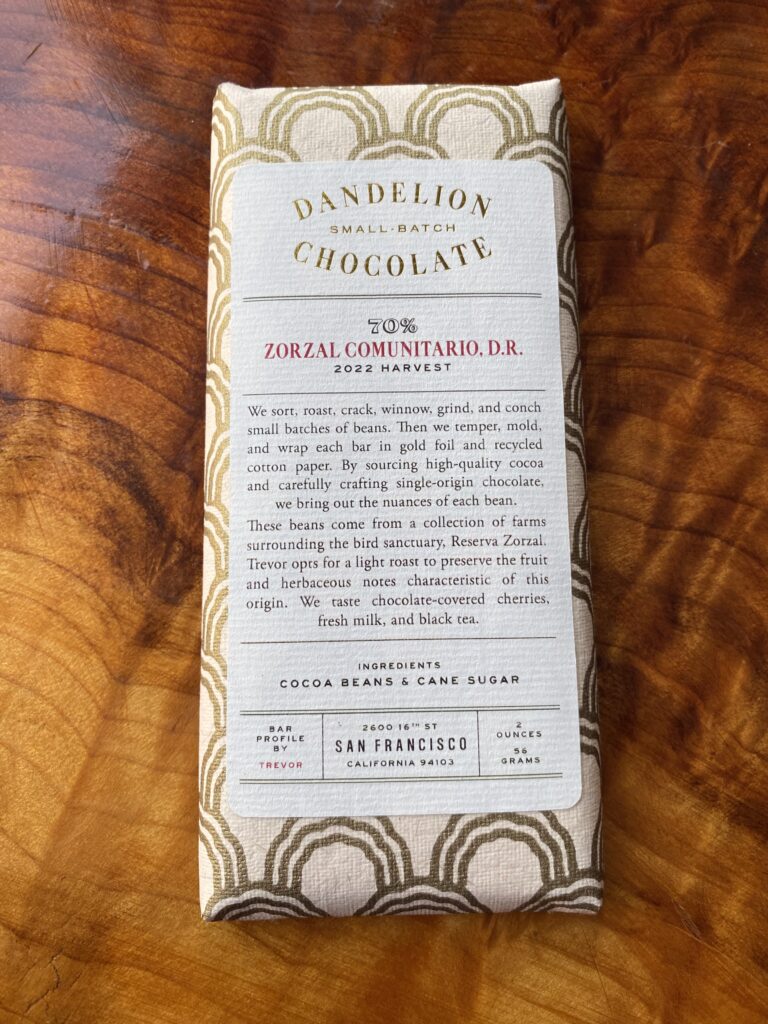 DANDELION
SMALL-BATCH
CHOCOLATE
70%
ZORZAL COMUNITARIO, D.R.
2022 HARVEST
We sort, roast, crack, winnow, grind, and conch
small batches of beans. Then we temper, mold,
and wrap each bar in gold foil and recycled
cotton paper. By sourcing high-quality cocoa
and carefully crafting single-origin chocolate,
we bring out the nuances of each bean.
These beans come from a collection of farms
surrounding the bird sanctuary, Reserva Zorzal.
Trevor opts for a light roast to preserve the fruit
and herbaceous notes characteristic of this
origin. We taste chocolate-covered cherries,
fresh milk, and black tea.
INGREDIENTS
COCOA BEANS & CANE SUGAR
BAR
PROFILE
BY
TREVOR
2600 16TH ST
SAN FRANCISCO
CALIFORNIA 94103
2
OUNCES
56
GRAMS